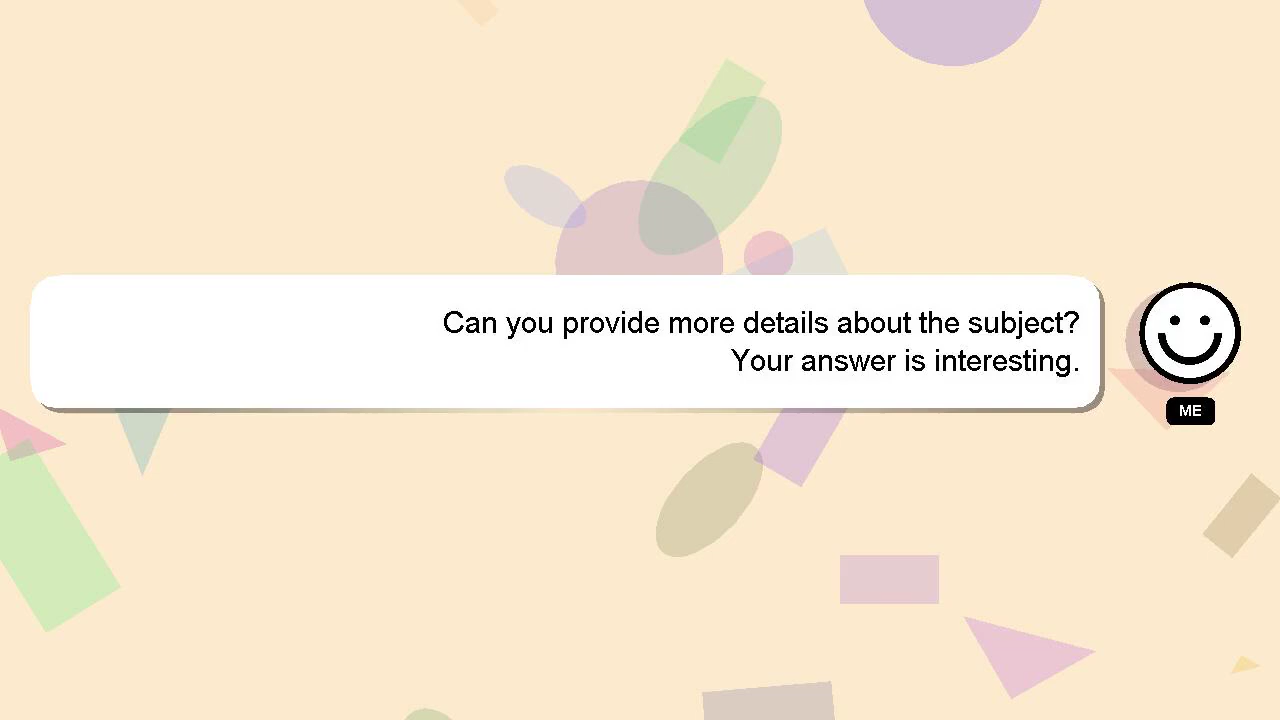 Can you provide more details about the subject?
Your answer is interesting.
ME